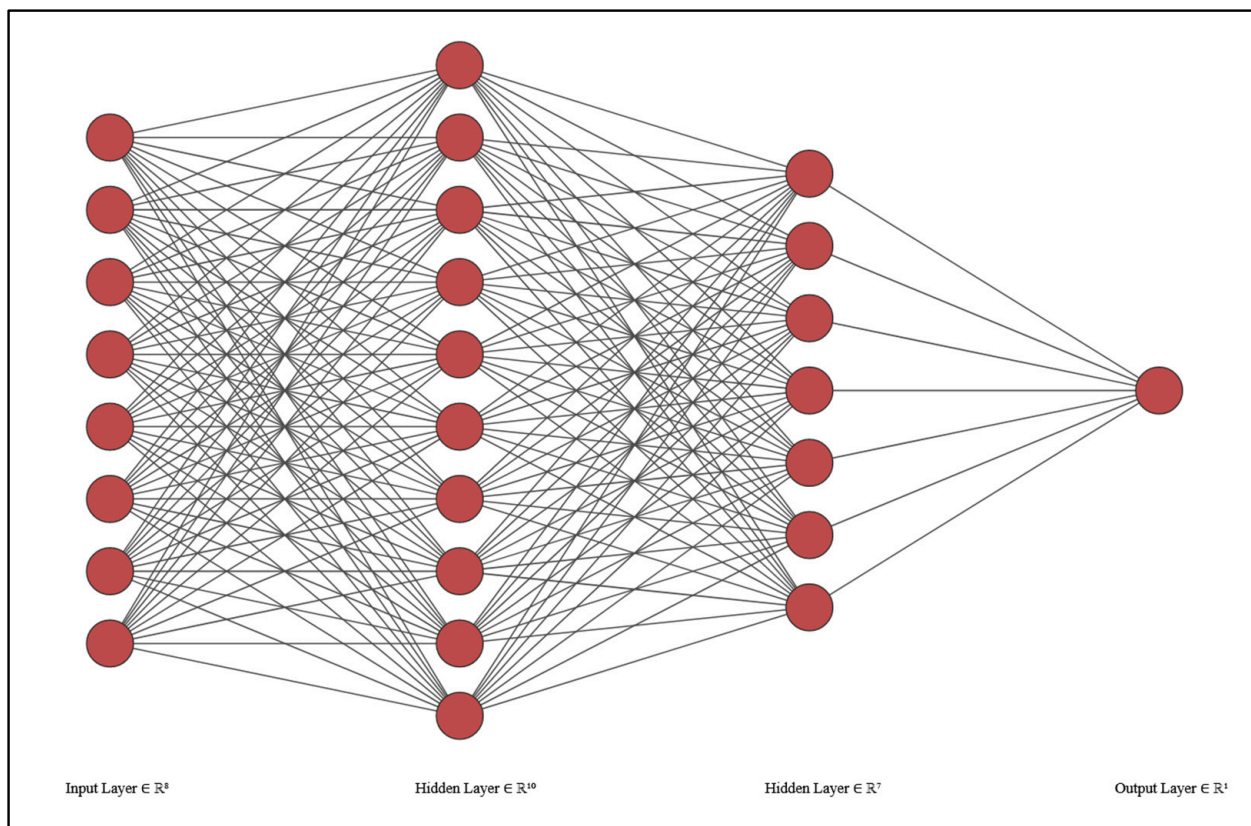 Input Layer ∈ ℝ⁸
Hidden Layer ∈ ℝ¹⁰
Hidden Layer ∈ ℝ⁷
Output Layer ∈ ℝ¹